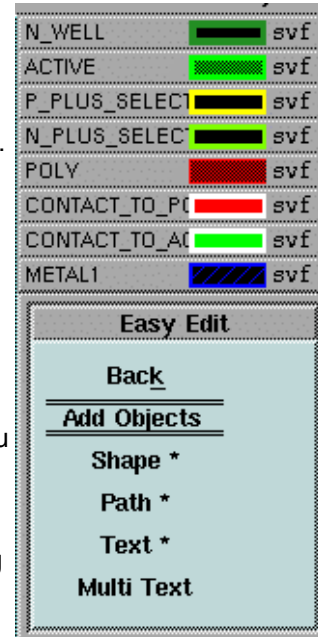 N_WELL svf
ACTIVE svf
P_PLUS_SELECT svf
N_PLUS_SELECT svf
POLY svf
CONTACT_TO_PO svf
CONTACT_TO_AC svf
METAL1 svf
Easy Edit
Back
Add Objects
Shape *
Path *
Text *
Multi Text